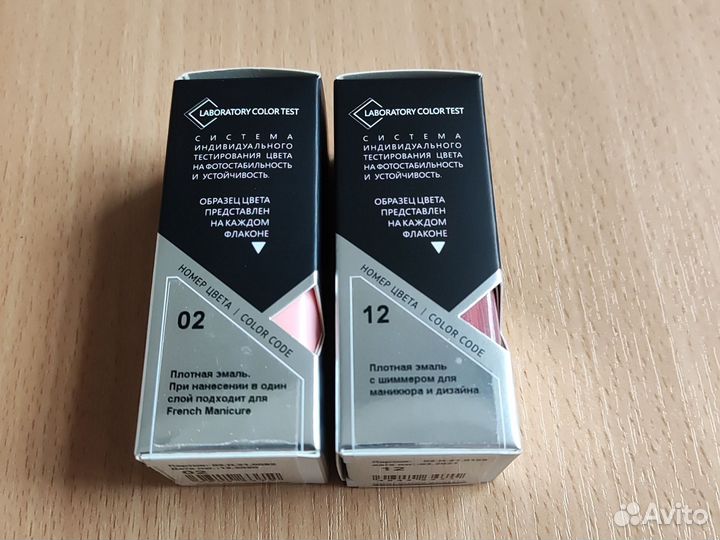 LABORATORY COLOR TEST
СИСТЕМА
ИНДИВИДУАЛЬНОГО
ТЕСТИРОВАНИЯ ЦВЕТА
НА ФОТОСТАБИЛЬНОСТЬ
И УСТОЙЧИВОСТЬ.
ОБРАЗЕЦ ЦВЕТА
ПРЕДСТАВЛЕН
НА КАЖДОМ
ФЛАКОНЕ
НОМЕР ЦВЕТА | COLOR CODE
02
Плотная эмаль.
При нанесении в один
слой подходит для
French Manicure
02
LABORATORY COLOR TEST
СИСТЕМА
ИНДИВИДУАЛЬНОГО
ТЕСТИРОВАНИЯ ЦВЕТА
НА ФОТОСТАБИЛЬНОСТЬ
И УСТОЙЧИВОСТЬ.
ОБРАЗЕЦ ЦВЕТА
ПРЕДСТАВЛЕН
НА КАЖДОМ
ФЛАКОНЕ
НОМЕР ЦВЕТА | COLOR CODE
12
Плотная эмаль
с шиммером для
маникюра и дизайна
12
Avito